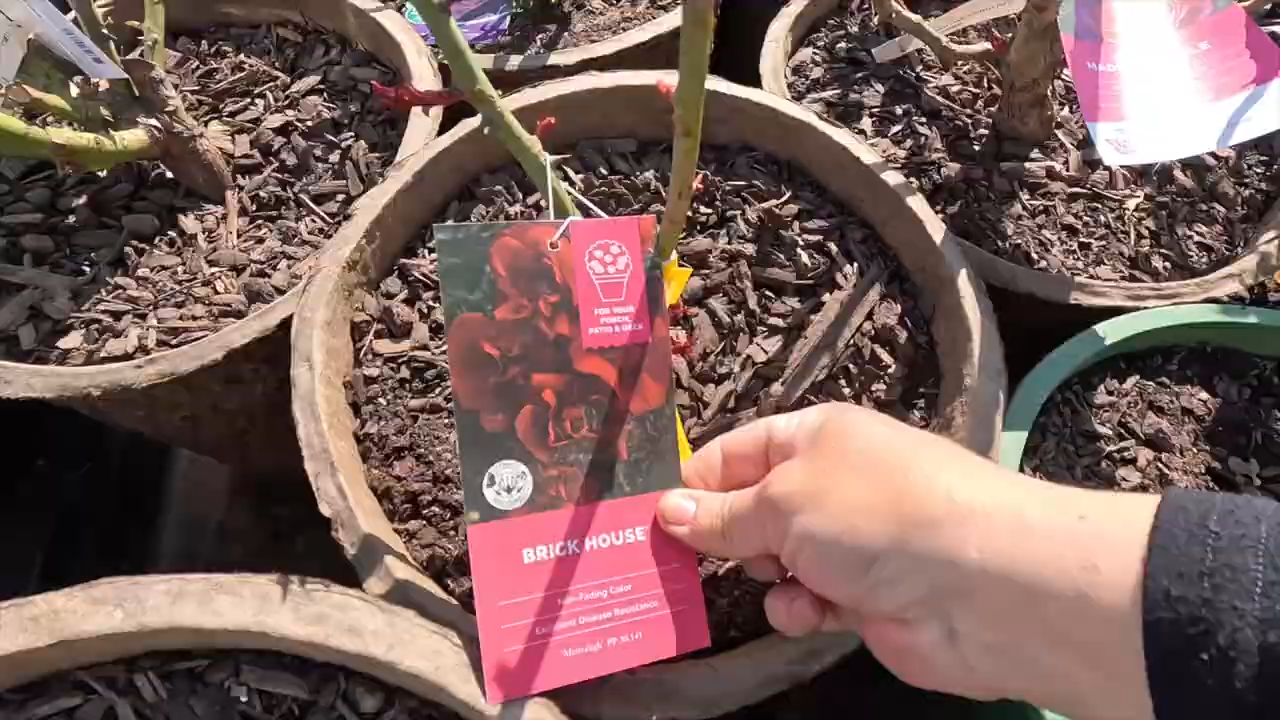 FOR YOUR
PORCH,
PATIO & DECK
BRICK HOUSE
Non-Fading Color
Excellent Disease Resistance